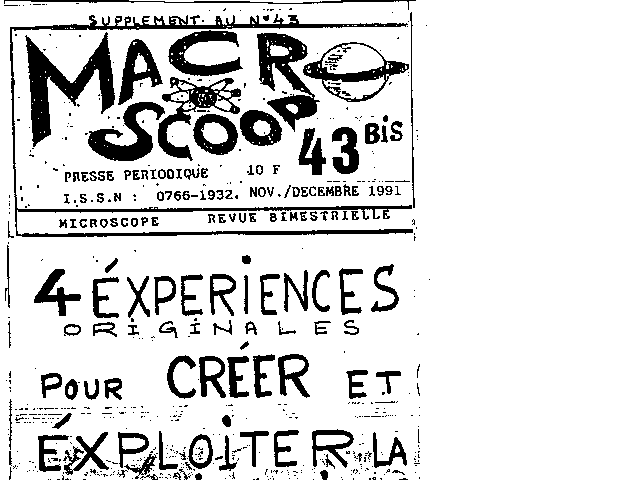 SUPPLEMENT AU N°43
MACRO
SCOOP
43 BIS
PRESSE PERIODIQUE 10 F
I.S.S.N : 0766-1932. NOV./DECEMBRE 1991
MICROSCOPE REVUE BIMESTRIELLE
4 ÉXPERIENCES
ORIGINALES
POUR CRÉER ET
ÉXPLOITER LA